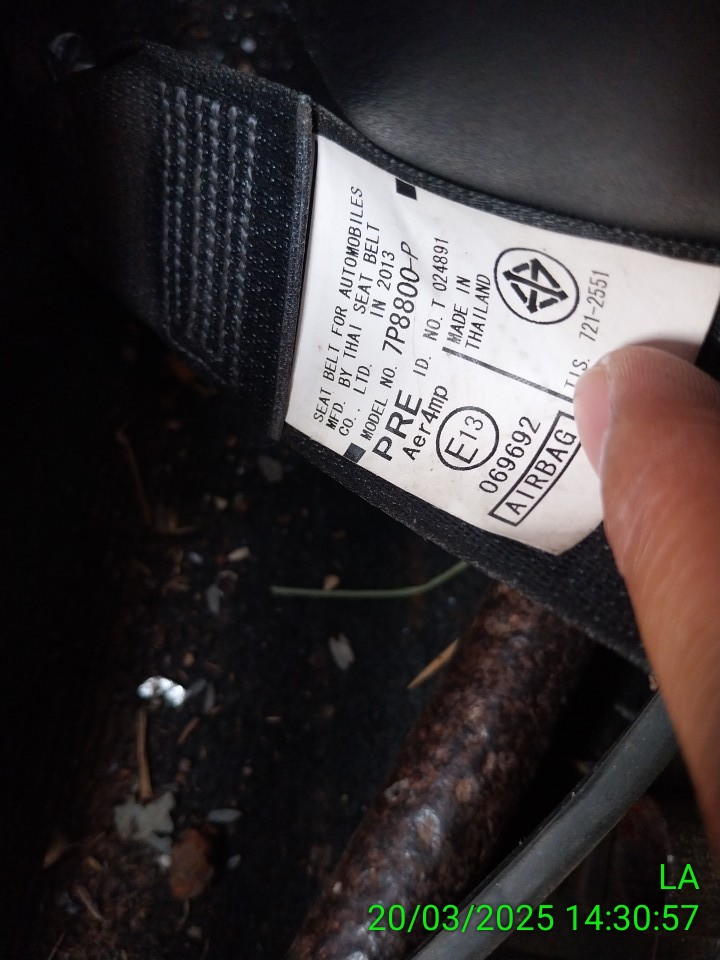 SEAT BELT FOR AUTOMOBILES
MFD. BY THAI SEAT BELT
CO., LTD. IN 2013
MODEL NO. 7P8800-P
PRE ID. NO. T 024891
Aer4mp
MADE IN
THAILAND
E13
069692
AIRBAG
T.I.S. 721-2551
LA
20/03/2025 14:30:57